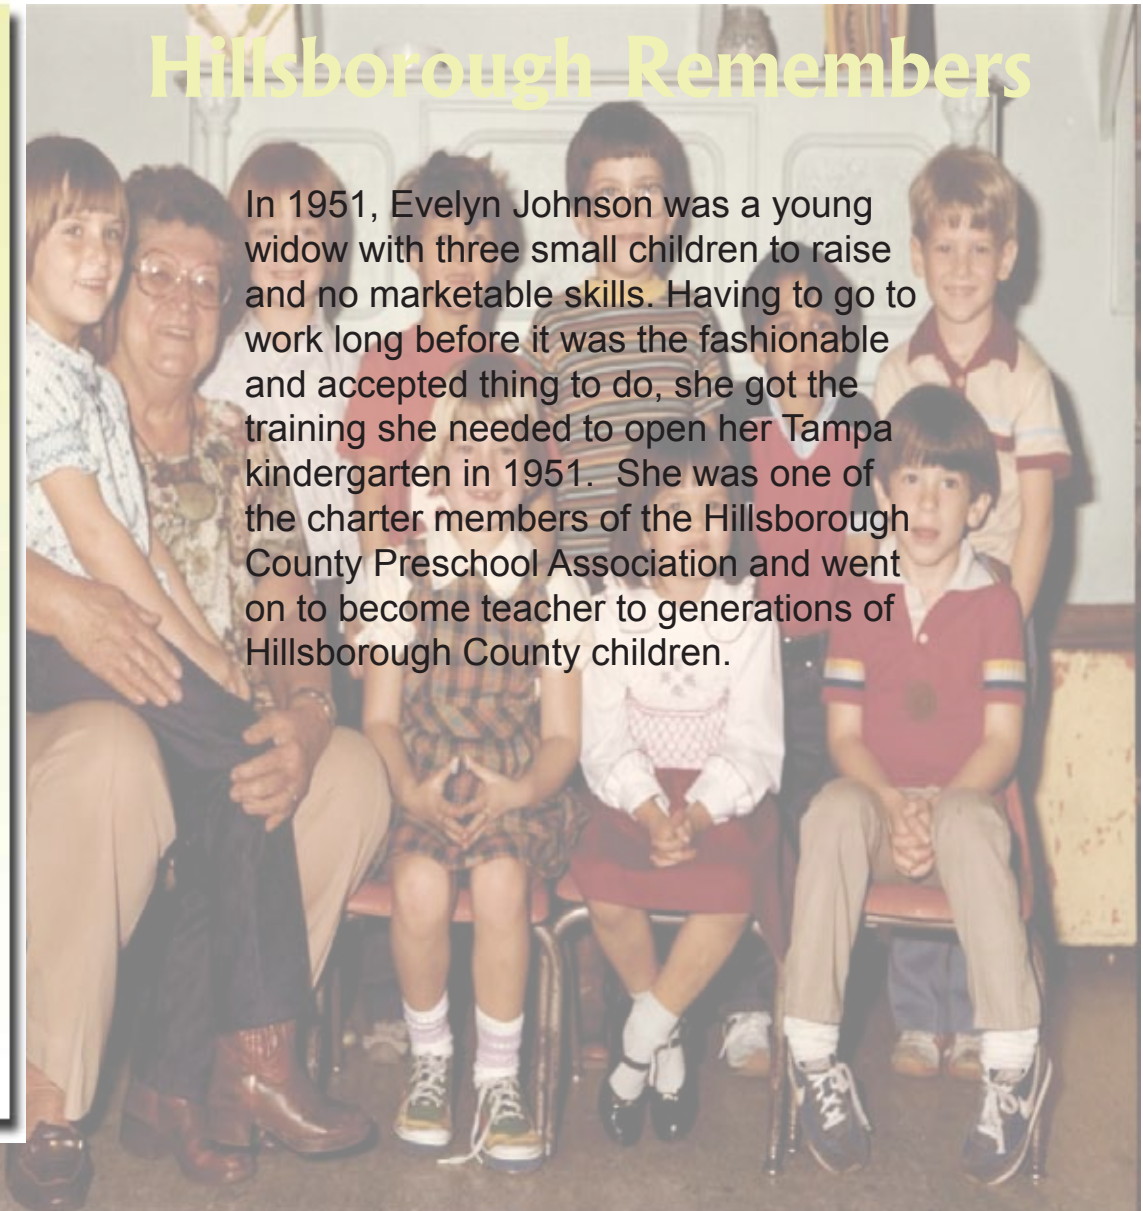 Hillsborough Remembers
In 1951, Evelyn Johnson was a young
widow with three small children to raise
and no marketable skills. Having to go to
work long before it was the fashionable
and accepted thing to do, she got the
training she needed to open her Tampa
kindergarten in 1951.  She was one of
the charter members of the Hillsborough
County Preschool Association and went
on to become teacher to generations of
Hillsborough County children.